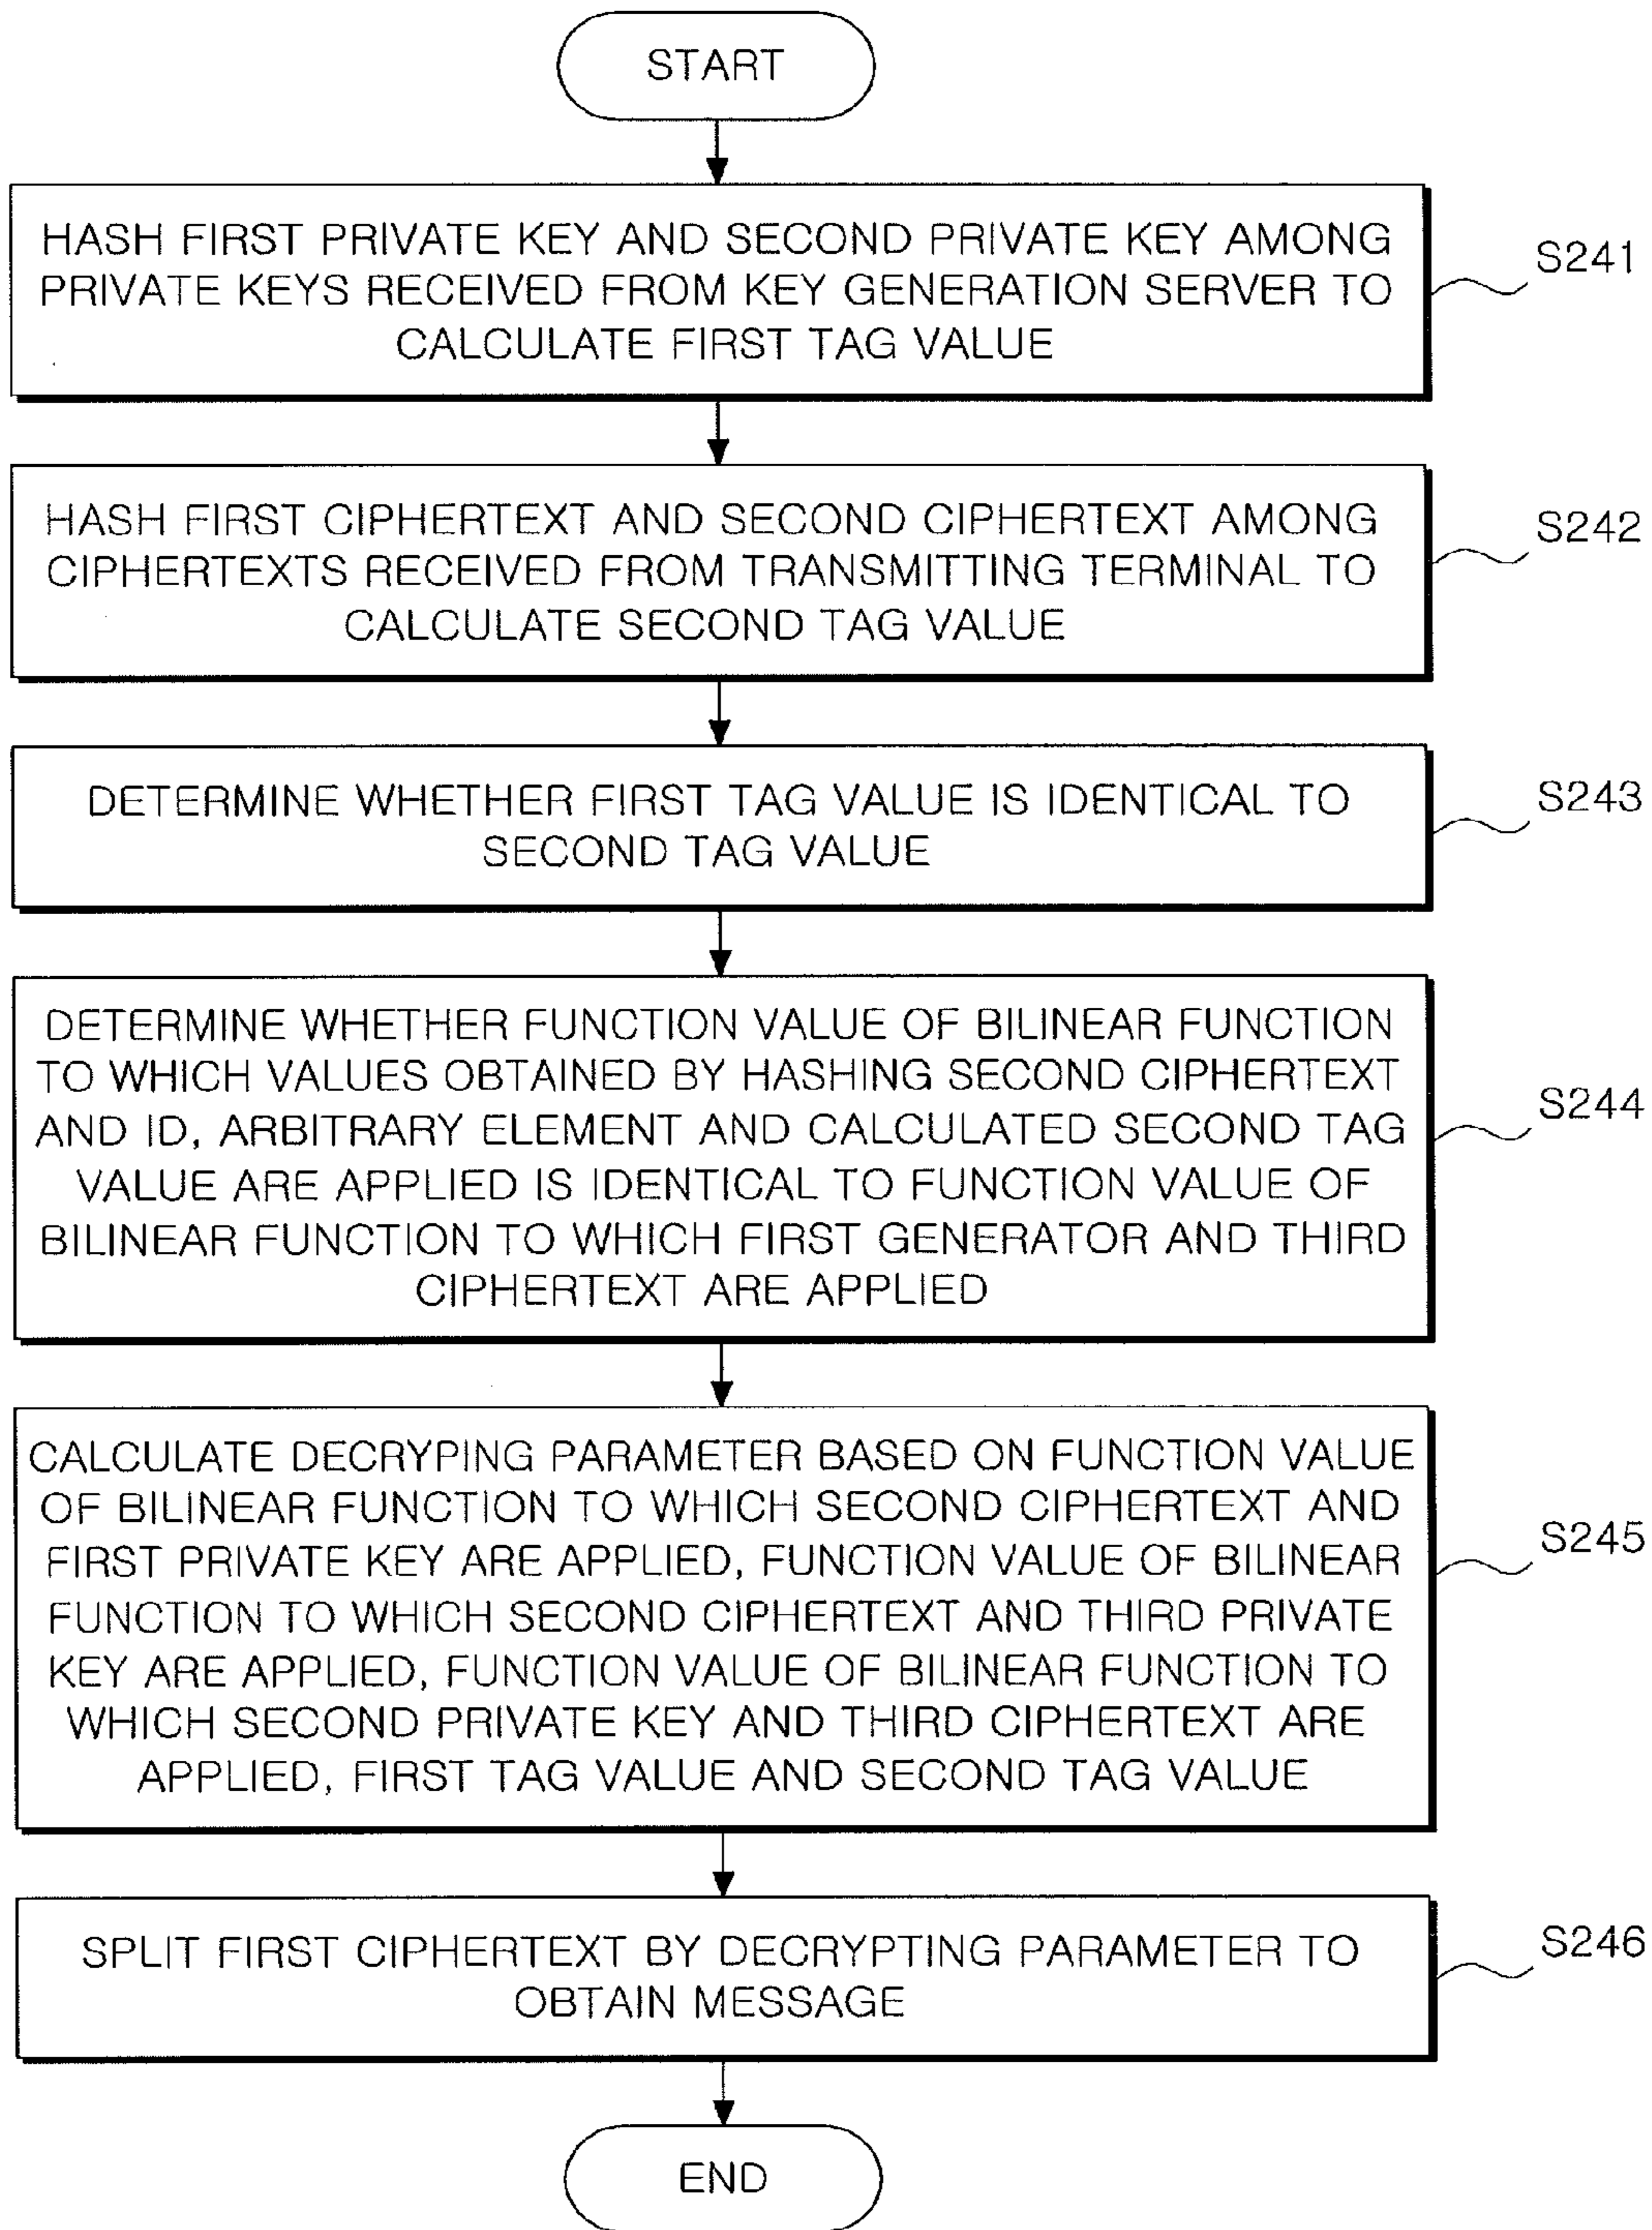 START
HASH FIRST PRIVATE KEY AND SECOND PRIVATE KEY AMONG
PRIVATE KEYS RECEIVED FROM KEY GENERATION SERVER TO
CALCULATE FIRST TAG VALUE
S241
HASH FIRST CIPHERTEXT AND SECOND CIPHERTEXT AMONG
CIPHERTEXTS RECEIVED FROM TRANSMITTING TERMINAL TO
CALCULATE SECOND TAG VALUE
S242
DETERMINE WHETHER FIRST TAG VALUE IS IDENTICAL TO
SECOND TAG VALUE
S243
DETERMINE WHETHER FUNCTION VALUE OF BILINEAR FUNCTION
TO WHICH VALUES OBTAINED BY HASHING SECOND CIPHERTEXT
AND ID, ARBITRARY ELEMENT AND CALCULATED SECOND TAG
VALUE ARE APPLIED IS IDENTICAL TO FUNCTION VALUE OF
BILINEAR FUNCTION TO WHICH FIRST GENERATOR AND THIRD
CIPHERTEXT ARE APPLIED
S244
CALCULATE DECRYPING PARAMETER BASED ON FUNCTION VALUE
OF BILINEAR FUNCTION TO WHICH SECOND CIPHERTEXT AND
FIRST PRIVATE KEY ARE APPLIED, FUNCTION VALUE OF BILINEAR
FUNCTION TO WHICH SECOND CIPHERTEXT AND THIRD PRIVATE
KEY ARE APPLIED, FUNCTION VALUE OF BILINEAR FUNCTION TO
WHICH SECOND PRIVATE KEY AND THIRD CIPHERTEXT ARE
APPLIED, FIRST TAG VALUE AND SECOND TAG VALUE
S245
SPLIT FIRST CIPHERTEXT BY DECRYPTING PARAMETER TO
OBTAIN MESSAGE
S246
END